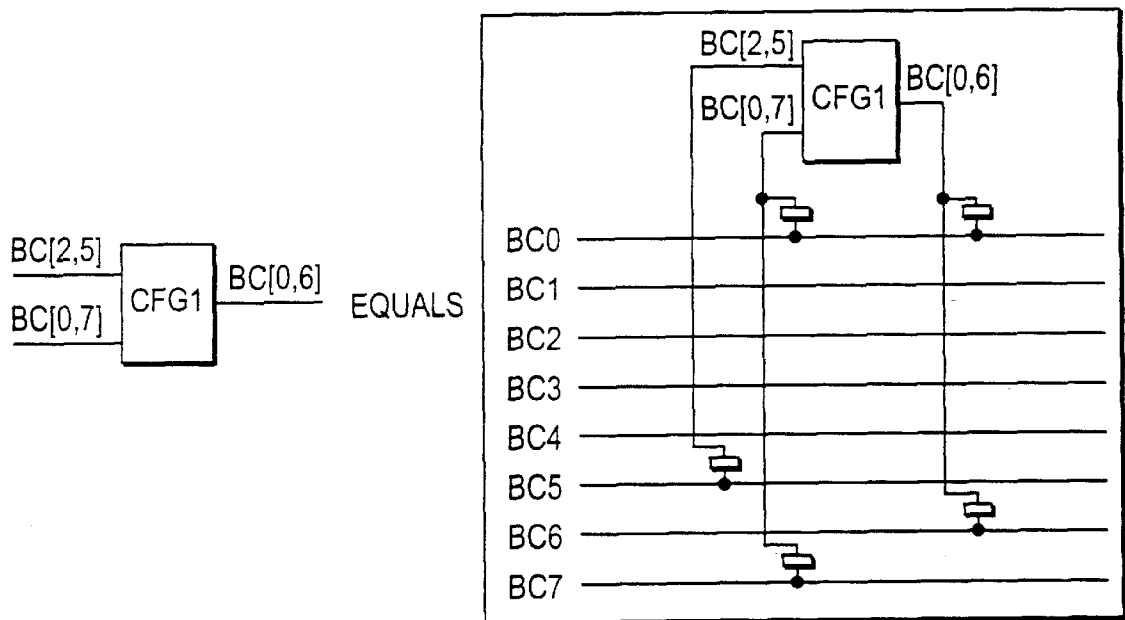 BC[2,5]
BC[0,7]
CFG1
BC[0,6]
EQUALS
BC[2,5]
BC[0,7]
CFG1
BC[0,6]
BC0
BC1
BC2
BC3
BC4
BC5
BC6
BC7